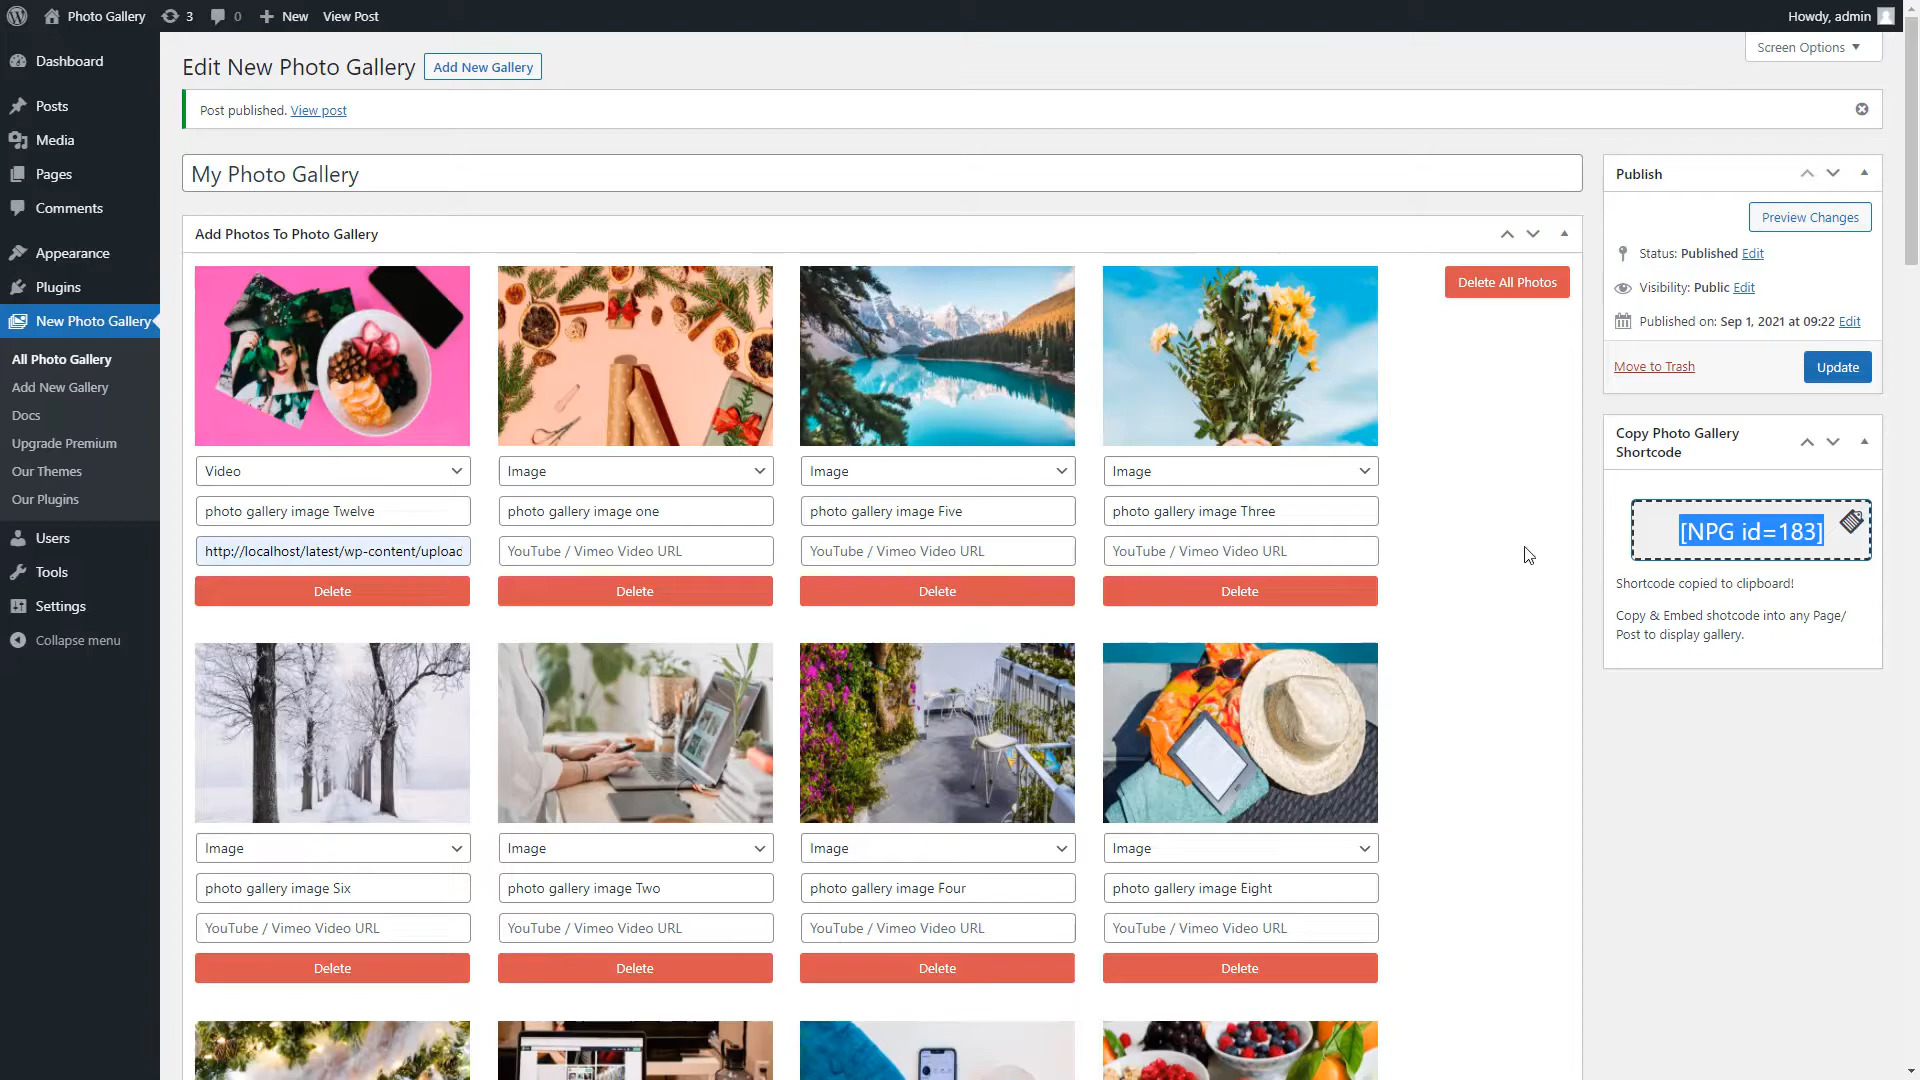 Photo Gallery
3
0
New
View Post
Howdy, admin
Dashboard
Posts
Media
Pages
Comments
Appearance
Plugins
New Photo Gallery
All Photo Gallery
Add New Gallery
Docs
Upgrade Premium
Our Themes
Our Plugins
Users
Tools
Settings
Collapse menu
Screen Options
Edit New Photo Gallery
Add New Gallery
Post published. View post
My Photo Gallery
Add Photos To Photo Gallery
Delete All Photos
Video
Image
Image
Image
photo gallery image Twelve
photo gallery image one
photo gallery image Five
photo gallery image Three
http://localhost/latest/wp-content/upload
YouTube / Vimeo Video URL
YouTube / Vimeo Video URL
YouTube / Vimeo Video URL
Delete
Delete
Delete
Delete
Image
Image
Image
Image
photo gallery image Six
photo gallery image Two
photo gallery image Four
photo gallery image Eight
YouTube / Vimeo Video URL
YouTube / Vimeo Video URL
YouTube / Vimeo Video URL
YouTube / Vimeo Video URL
Delete
Delete
Delete
Delete
Publish
Preview Changes
Status: Published Edit
Visibility: Public Edit
Published on: Sep 1, 2021 at 09:22 Edit
Move to Trash
Update
Copy Photo Gallery
Shortcode
[NPG id=183]
Shortcode copied to clipboard!
Copy & Embed shotcode into any Page/
Post to display gallery.